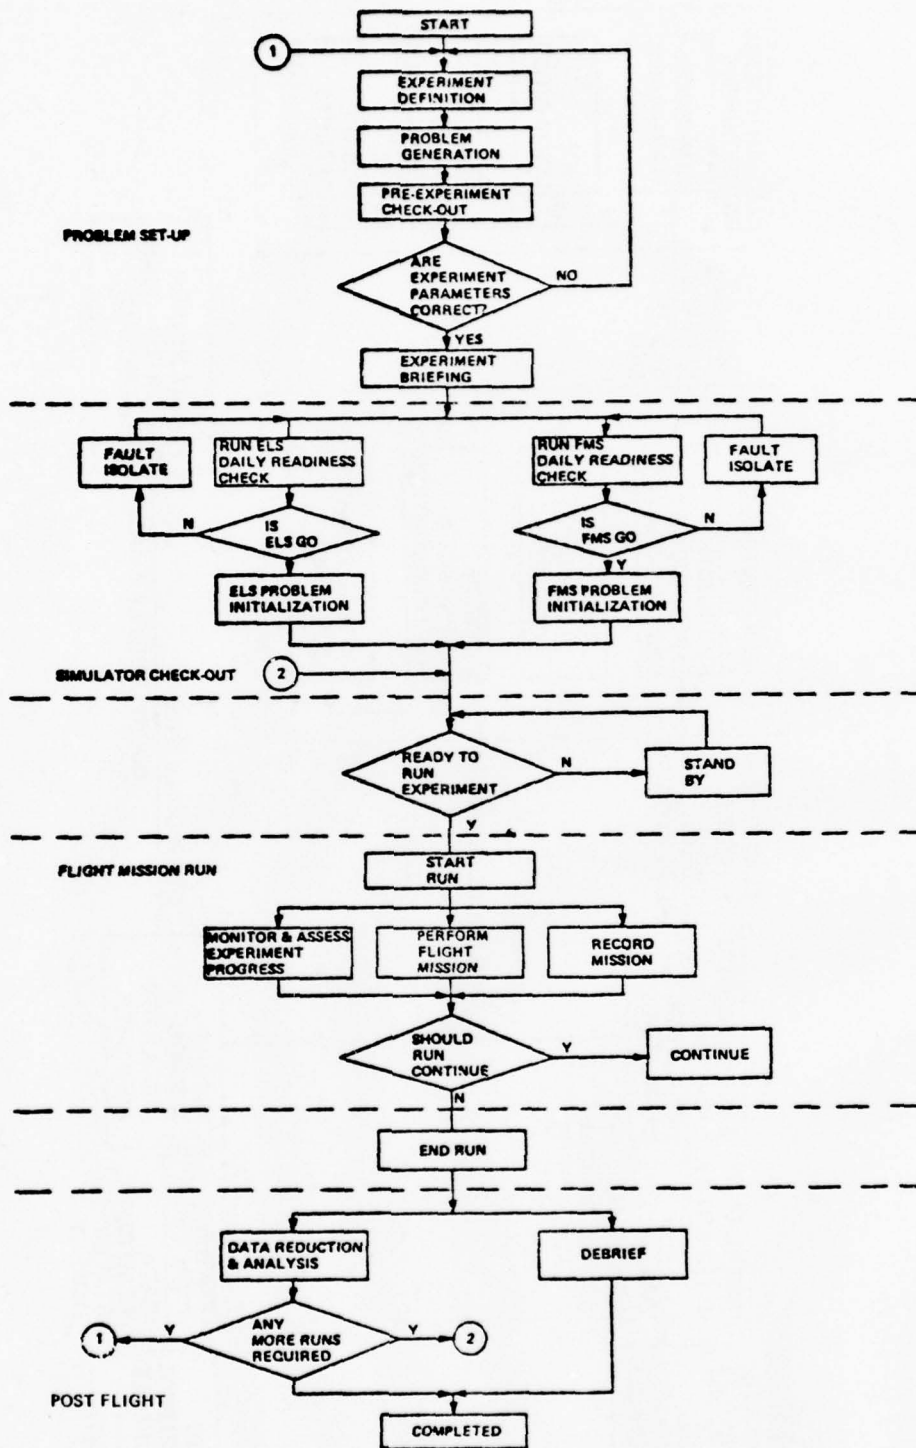 START
1
EXPERIMENT
DEFINITION
PROBLEM
GENERATION
PRE-EXPERIMENT
CHECK-OUT
PROBLEM SET-UP
ARE
EXPERIMENT
PARAMETERS
CORRECT?
NO
YES
EXPERIMENT
BRIEFING
FAULT
ISOLATE
RUN ELS
DAILY READINESS
CHECK
RUN FMS
DAILY READINESS
CHECK
FAULT
ISOLATE
N
IS
ELS GO
IS
FMS GO
N
Y
ELS PROBLEM
INITIALIZATION
FMS PROBLEM
INITIALIZATION
SIMULATOR CHECK-OUT
2
READY TO
RUN
EXPERIMENT
N
STAND
BY
Y
FLIGHT MISSION RUN
START
RUN
MONITOR & ASSESS
EXPERIMENT
PROGRESS
PERFORM
FLIGHT
MISSION
RECORD
MISSION
SHOULD
RUN
CONTINUE
Y
CONTINUE
N
END RUN
DATA REDUCTION
& ANALYSIS
DEBRIEF
1
Y
ANY
MORE RUNS
REQUIRED
Y
2
POST FLIGHT
COMPLETED